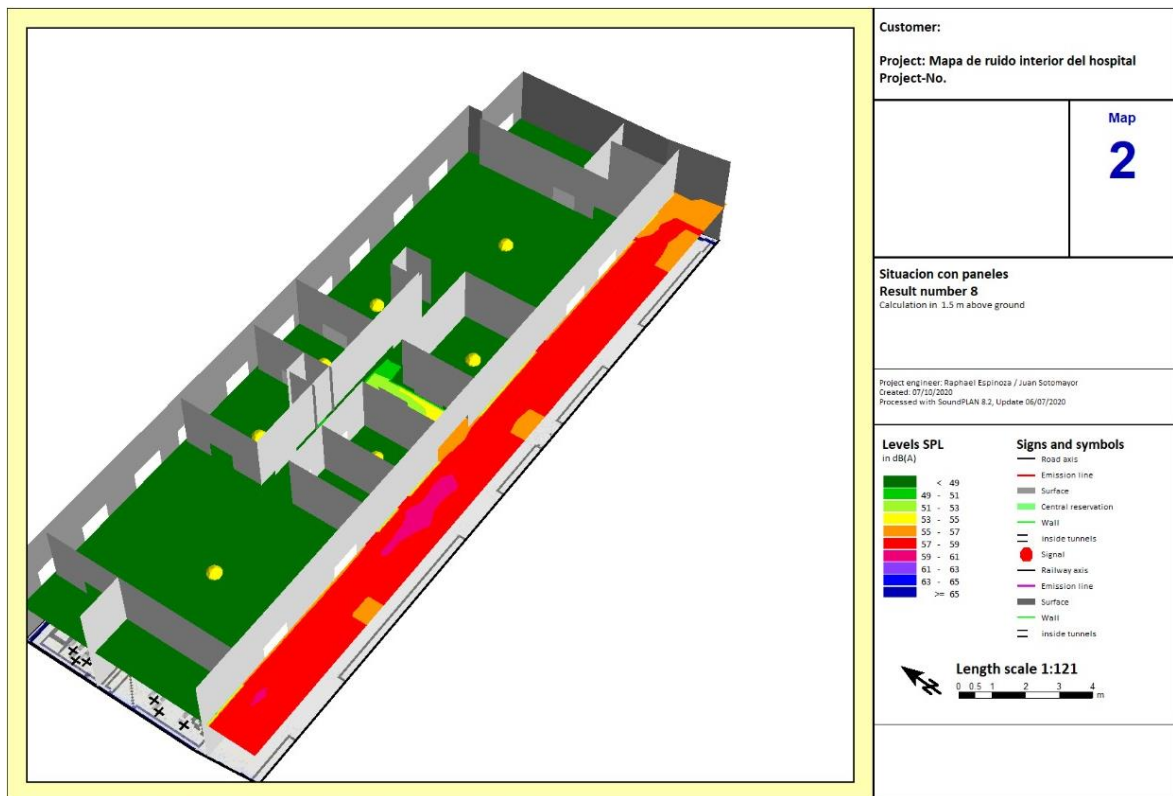 Customer:
Project: Mapa de ruido interior del hospital
Project-No.
Map
2
Situacion con paneles
Result number 8
Calculation in 1.5 m above ground
Project engineer: Raphael Espinoza / Juan Sotomayor
Created: 07/10/2020
Processed with SoundPLAN 8.2, Update 06/07/2020
Levels SPL
in dB(A)
< 49
49 - 51
51 - 53
53 - 55
55 - 57
57 - 59
59 - 61
61 - 63
63 - 65
>= 65
Signs and symbols
Road axis
Emission line
Surface
Central reservation
Wall
inside tunnels
Signal
Railway axis
Emission line
Surface
Wall
inside tunnels
N
Length scale 1:121
0 0.5 1 2 3 4
m